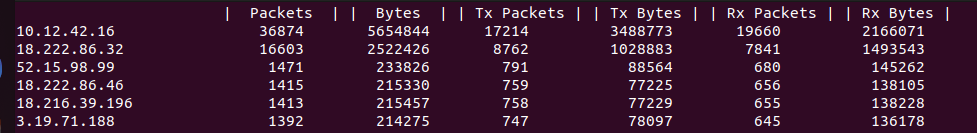 | Packets | | Bytes | | Tx Packets | | Tx Bytes | | Rx Packets | | Rx Bytes |
10.12.42.16 36874 5654844 17214 3488773 19660 2166071
18.222.86.32 16603 2522426 8762 1028883 7841 1493543
52.15.98.99 1471 233826 791 88564 680 145262
18.222.86.46 1415 215330 759 77225 656 138105
18.216.39.196 1413 215457 758 77229 655 138228
3.19.71.188 1392 214275 747 78097 645 136178